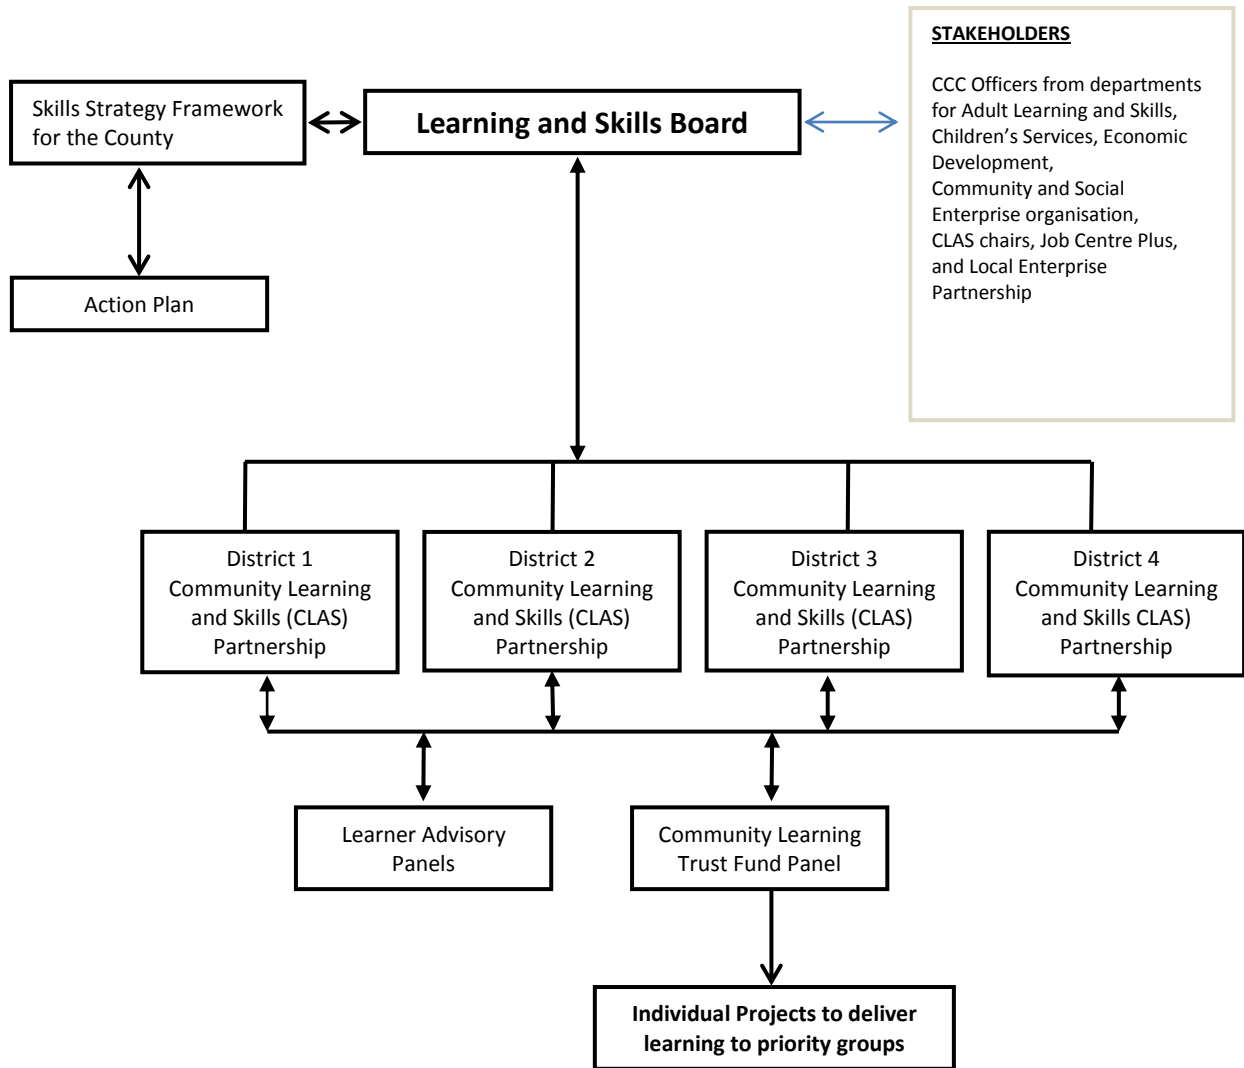 STAKEHOLDERS
CCC Officers from departments
for Adult Learning and Skills,
Children’s Services, Economic
Development,
Community and Social
Enterprise organisation,
CLAS chairs, Job Centre Plus,
and Local Enterprise
Partnership
Skills Strategy Framework
for the County
Learning and Skills Board
Action Plan
District 1
Community Learning
and Skills (CLAS)
Partnership
District 2
Community Learning
and Skills (CLAS)
Partnership
District 3
Community Learning
and Skills (CLAS)
Partnership
District 4
Community Learning
and Skills CLAS)
Partnership
Learner Advisory
Panels
Community Learning
Trust Fund Panel
Individual Projects to deliver
learning to priority groups